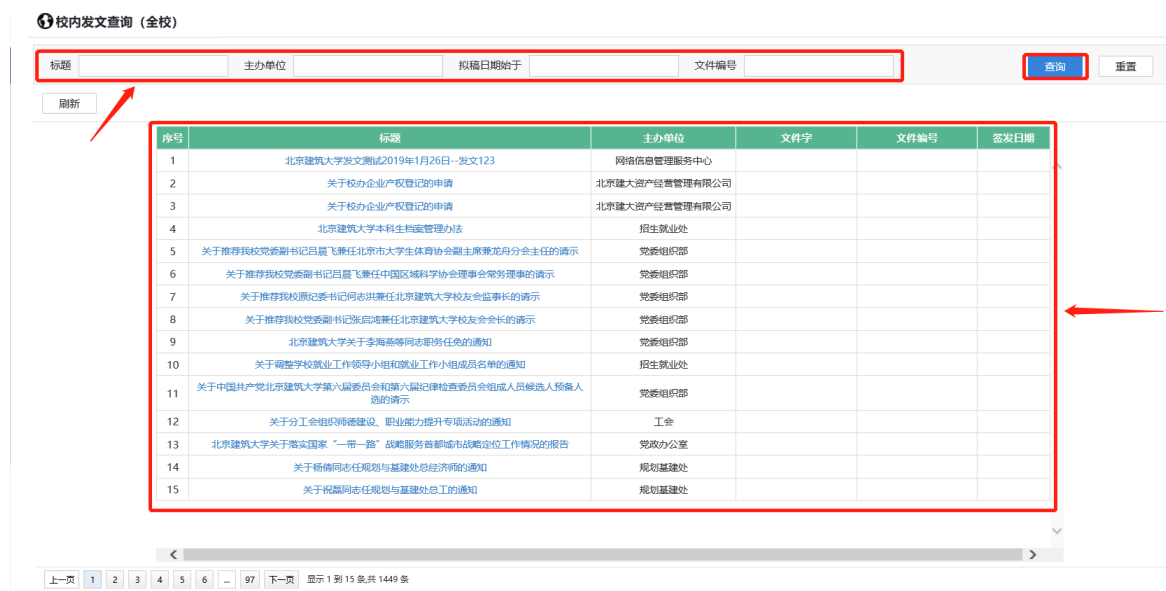 校内发文查询（全校）
标题 主办单位 拟稿日期始于 文件编号 查询 重置
刷新
序号 标题 主办单位 文件字 文件编号 签发日期
1 北京建筑大学发文测试2019年1月26日--发文123 网络信息管理服务中心
2 关于校办企业产权登记的申请 北京建大资产经营管理有限公司
3 关于校办企业产权登记的申请 北京建大资产经营管理有限公司
4 北京建筑大学本科生档案管理办法 招生就业处
5 关于推荐我校党委副书记吕晨飞兼任北京市大学生体育协会副主席兼龙舟分会主任的请示 党委组织部
6 关于推荐我校党委副书记吕晨飞兼任中国区域科学协会理事会常务理事的请示 党委组织部
7 关于推荐我校原纪委书记何志洪兼任北京建筑大学校友会监事长的请示 党委组织部
8 关于推荐我校党委副书记张启鸿兼任北京建筑大学校友会会长的请示 党委组织部
9 北京建筑大学关于李海燕等同志职务任免的通知 党委组织部
10 关于调整学校就业工作领导小组和就业工作小组成员名单的通知 招生就业处
11 关于中国共产党北京建筑大学第六届委员会和第六届纪律检查委员会组成人员候选人预备人 党委组织部
选的请示
12 关于分工会组织师德建设、职业能力提升专项活动的通知 工会
13 北京建筑大学关于落实国家“一带一路”战略服务首都城市战略定位工作情况的报告 党政办公室
14 关于杨倩同志任规划与基建处总经济师的通知 规划基建处
15 关于祝磊同志任规划与基建处总工的通知 规划基建处
上一页 1 2 3 4 5 6 ... 97 下一页 显示 1 到 15 条,共 1449 条